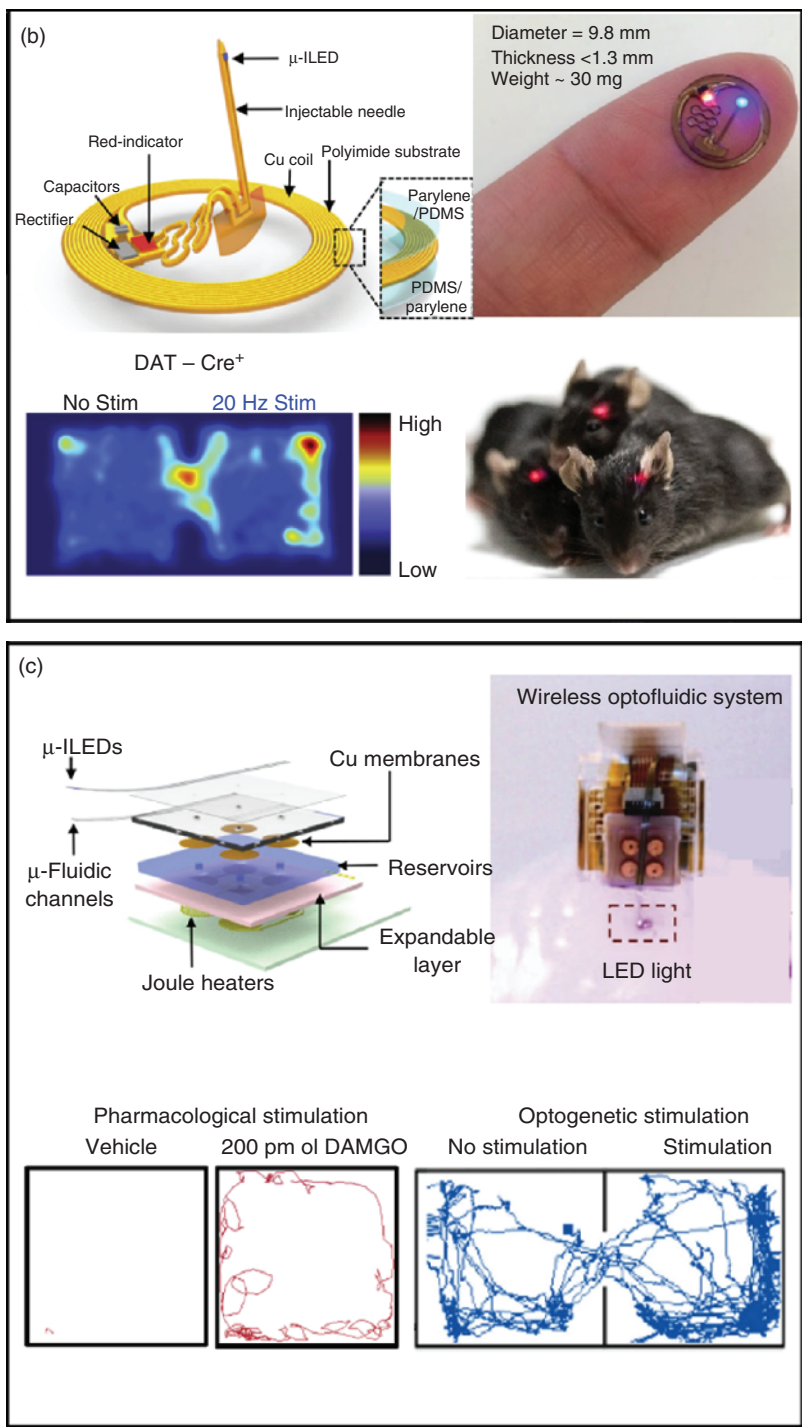 (b)
μ-ILED
Injectable needle
Red-indicator
Cu coil
Polyimide substrate
Capacitors
Rectifier
Parylene
/PDMS
PDMS/
parylene
Diameter = 9.8 mm
Thickness <1.3 mm
Weight ~ 30 mg
DAT – Cre⁺
No Stim
20 Hz Stim
High
Low
(c)
μ-ILEDs
Cu membranes
μ-Fluidic
channels
Reservoirs
Expandable
layer
Joule heaters
Wireless optofluidic system
LED light
Pharmacological stimulation
Vehicle
200 pm ol DAMGO
Optogenetic stimulation
No stimulation
Stimulation